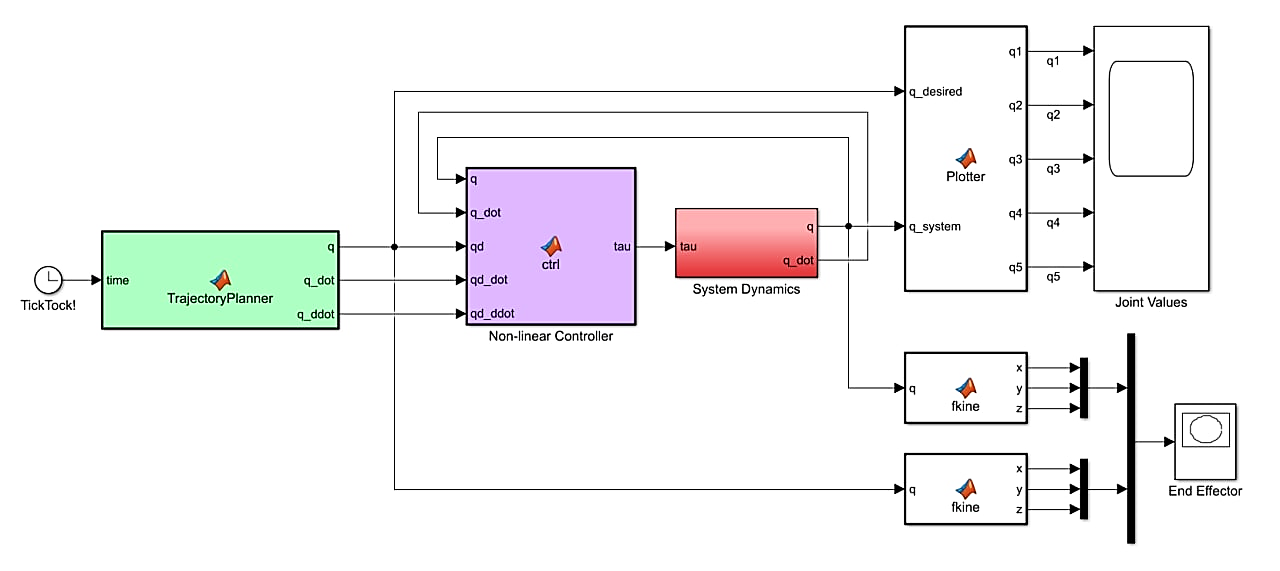 TickTock!
time
TrajectoryPlanner
q
q_dot
q_ddot
q
q_dot
qd
qd_dot
qd_ddot
ctrl
tau
Non-linear Controller
tau
q
q_dot
System Dynamics
q_desired
q_system
Plotter
q1
q2
q3
q4
q5
q1
q2
q3
q4
q5
Joint Values
q
fkine
x
y
z
q
fkine
x
y
z
End Effector